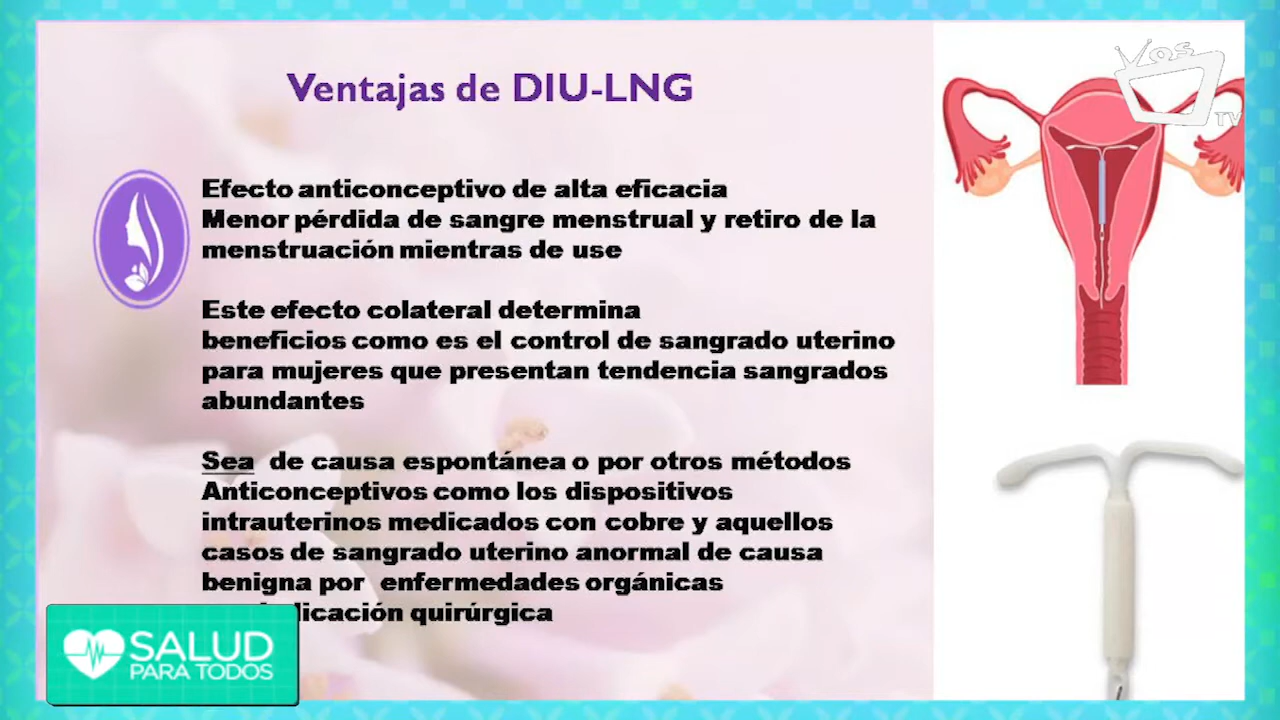 Ventajas de DIU-LNG
Efecto anticonceptivo de alta eficacia
Menor pérdida de sangre menstrual y retiro de la
menstruación mientras de use
Este efecto colateral determina
beneficios como es el control de sangrado uterino
para mujeres que presentan tendencia sangrados
abundantes
Sea de causa espontánea o por otros métodos
Anticonceptivos como los dispositivos
intrauterinos medicados con cobre y aquellos
casos de sangrado uterino anormal de causa
benigna por enfermedades orgánicas
quirúrgica
SALUD
PARA TODOS
Vos
TV